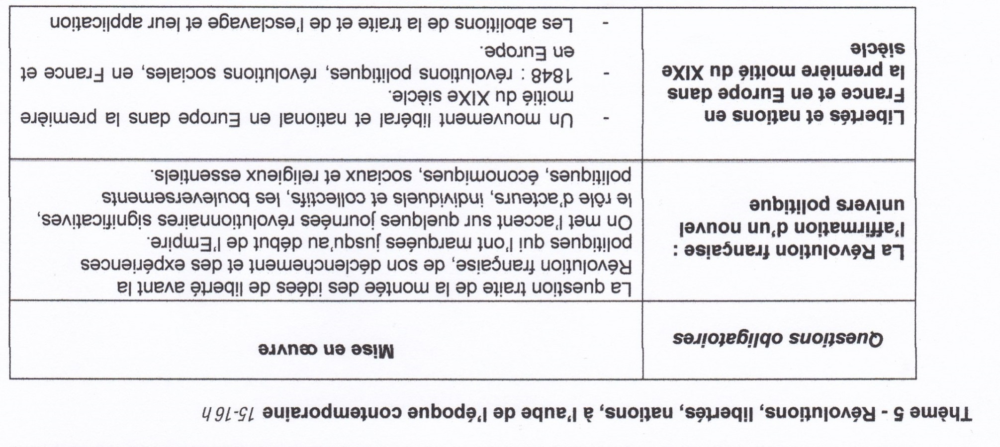 Thème 5 - Révolutions, libertés, nations, à l'aube de l'époque contemporaine 15-16 h
Questions obligatoires
Mise en œuvre
La Révolution française :
l'affirmation d'un nouvel
univers politique
La question traite de la montée des idées de liberté avant la
Révolution française, de son déclenchement et des expériences
politiques qui l'ont marquées jusqu'au début de l'Empire.
On met l'accent sur quelques journées révolutionnaires significatives,
le rôle d'acteurs, individuels et collectifs, les bouleversements
politiques, économiques, sociaux et religieux essentiels.
Libertés et nations en
France et en Europe dans
la première moitié du XIXe
siècle
- Un mouvement libéral et national en Europe dans la première
moitié du XIXe siècle.
- 1848 : révolutions politiques, révolutions sociales, en France et
en Europe.
- Les abolitions de la traite et de l'esclavage et leur application